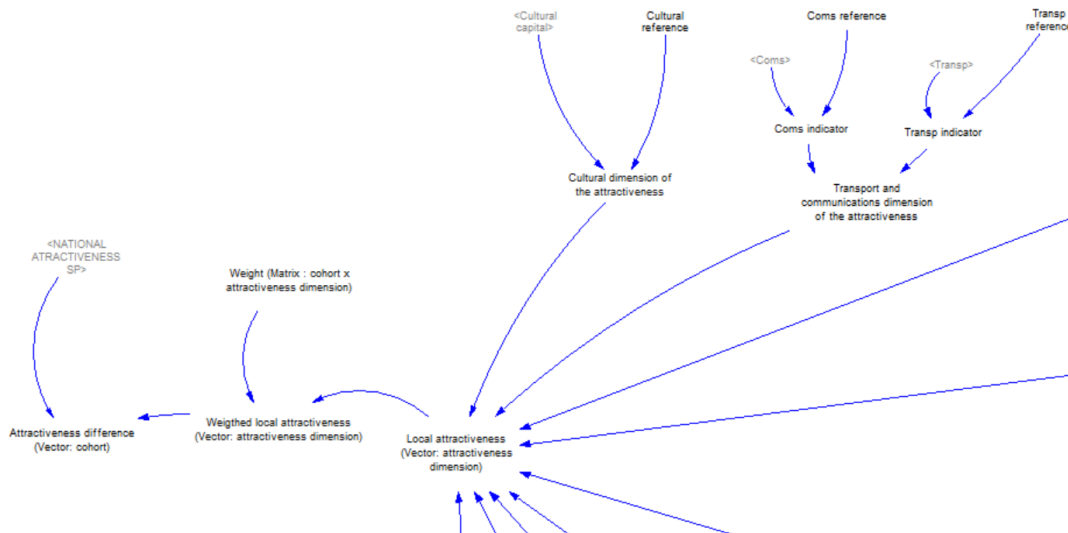 <Cultural
capital>
Cultural
reference
Coms reference
Transp
reference
<Coms>
<Transp>
Coms indicator
Transp indicator
Cultural dimension of
the attractiveness
Transport and
communications dimension
of the attractiveness
<NATIONAL
ATRACTIVENESS
SP>
Weight (Matrix : cohort x
attractiveness dimension)
Weigthed local attractiveness
(Vector: attractiveness dimension)
Attractiveness difference
(Vector: cohort)
Local attractiveness
(Vector: attractiveness
dimension)